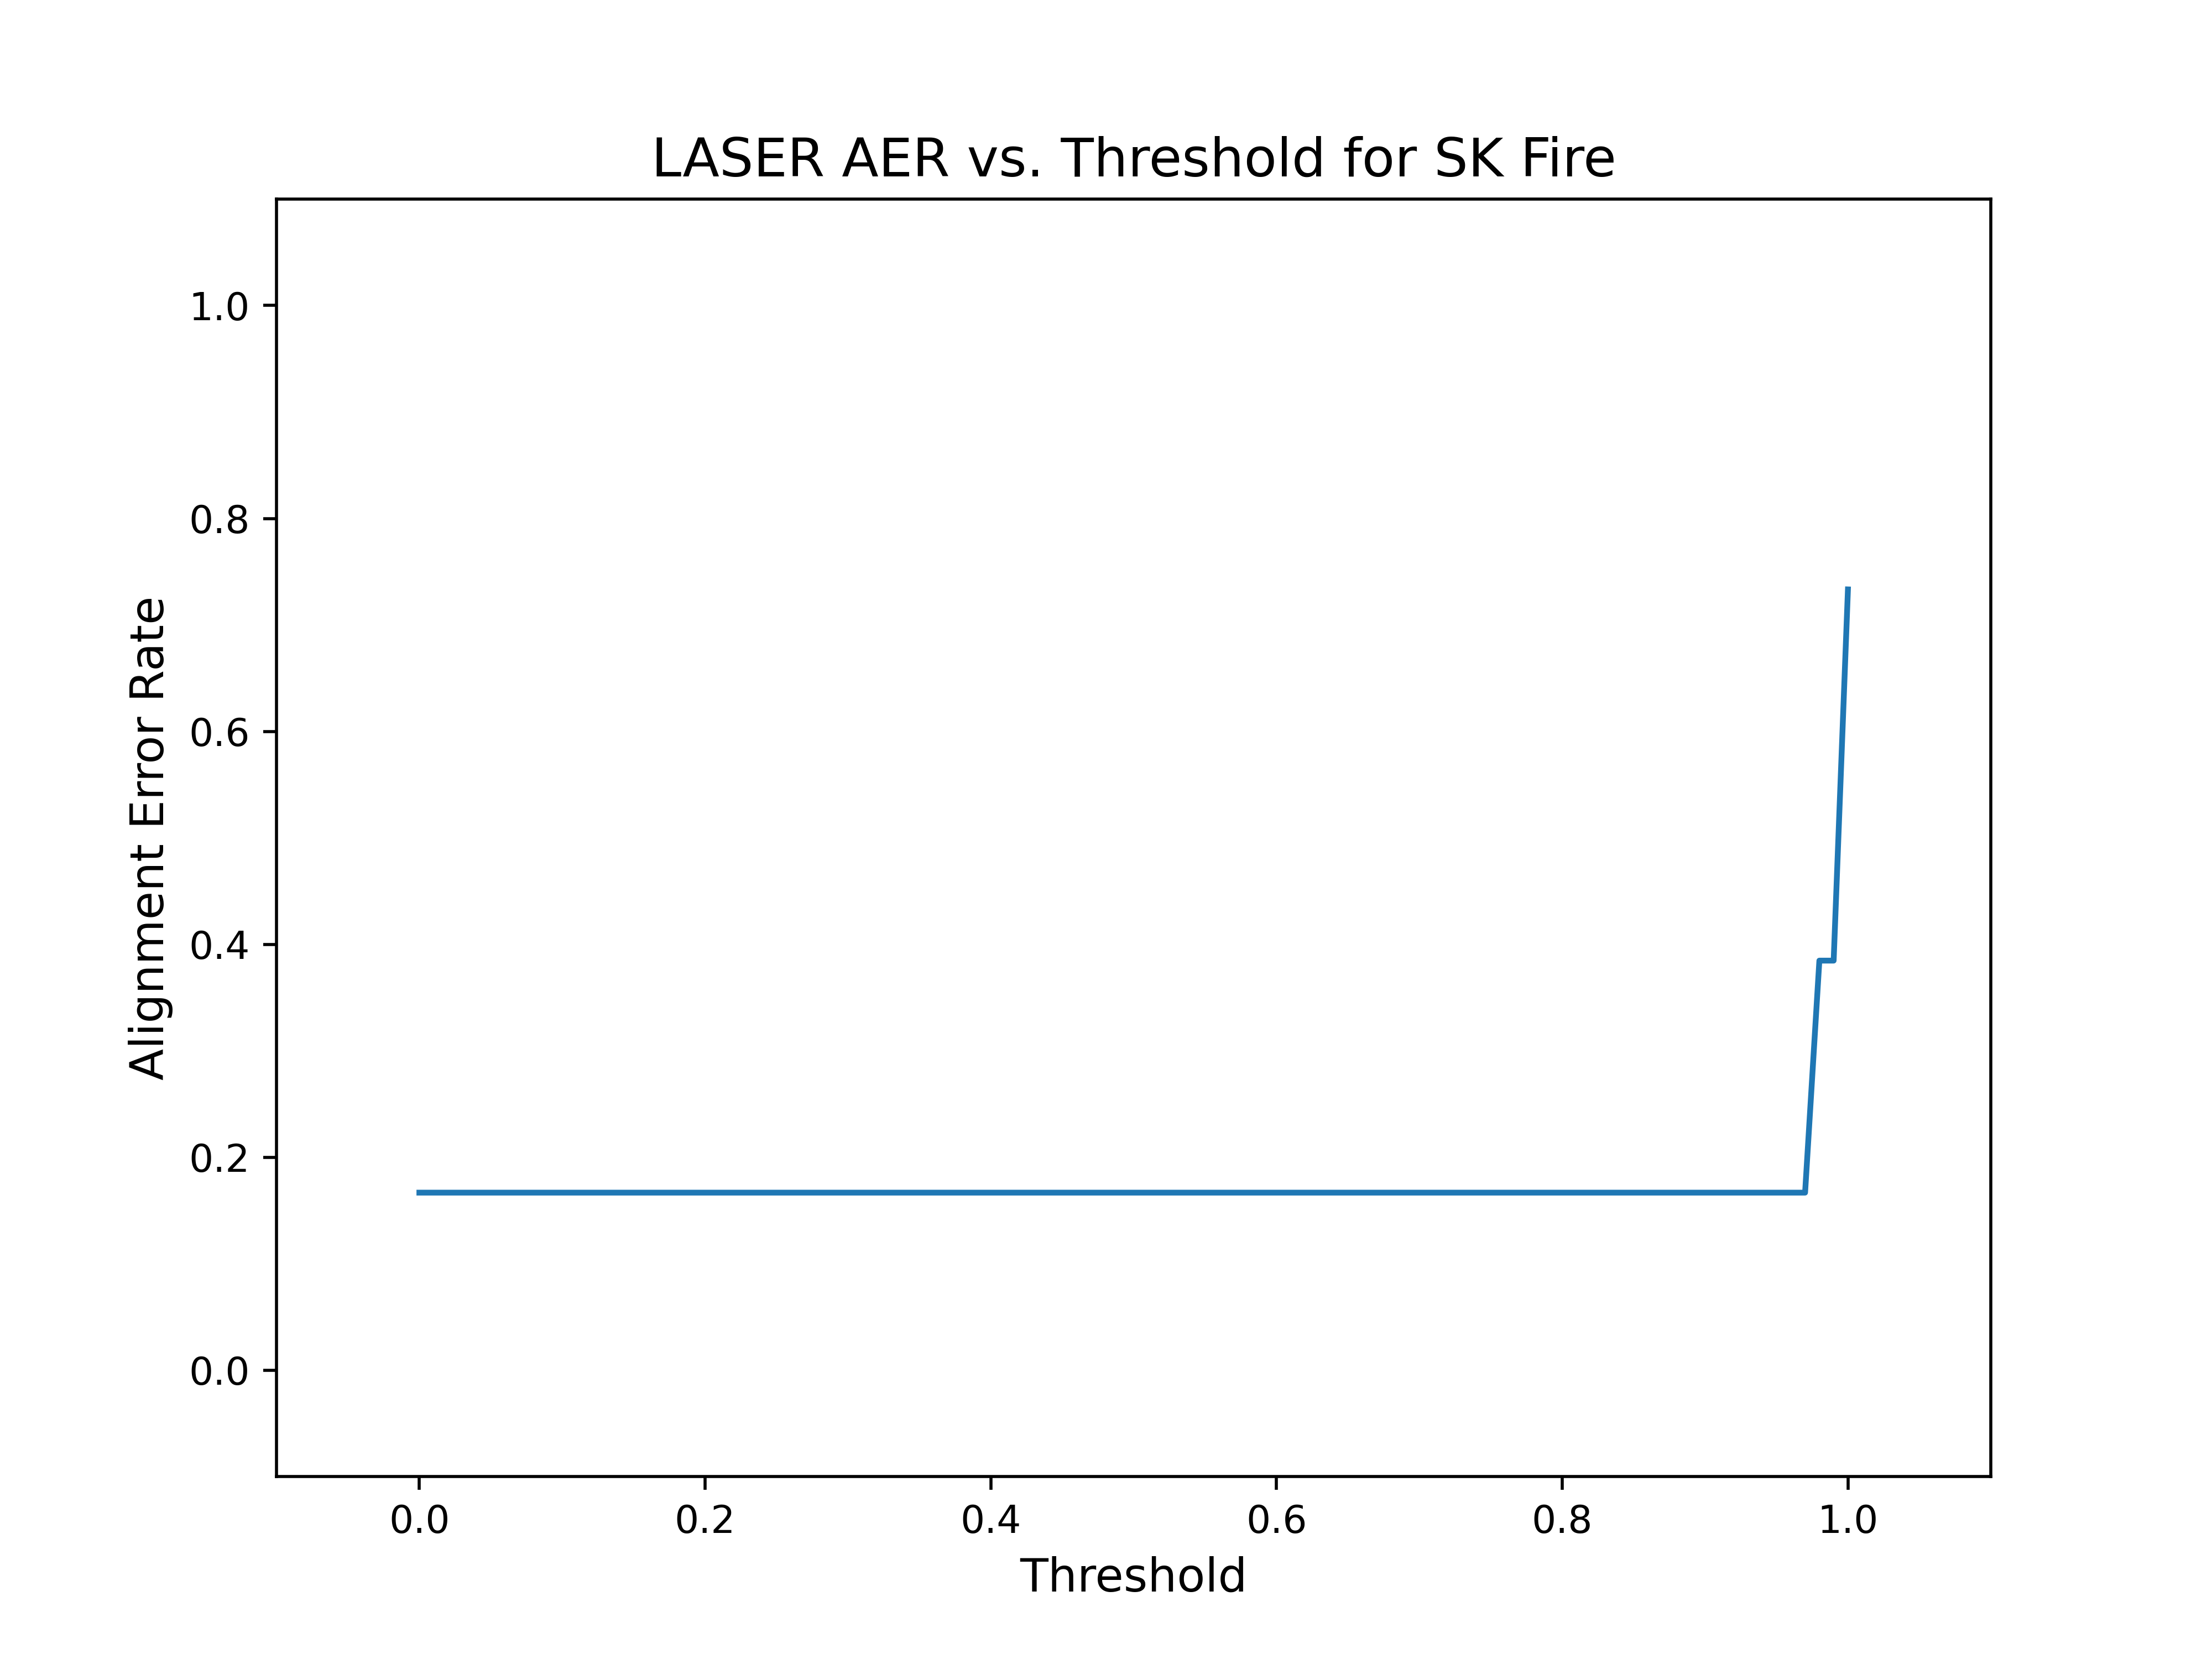 LASER AER vs. Threshold for SK Fire
1.0
0.8
0.6
0.4
0.2
0.0
Alignment Error Rate
0.0 0.2 0.4 0.6 0.8 1.0
Threshold